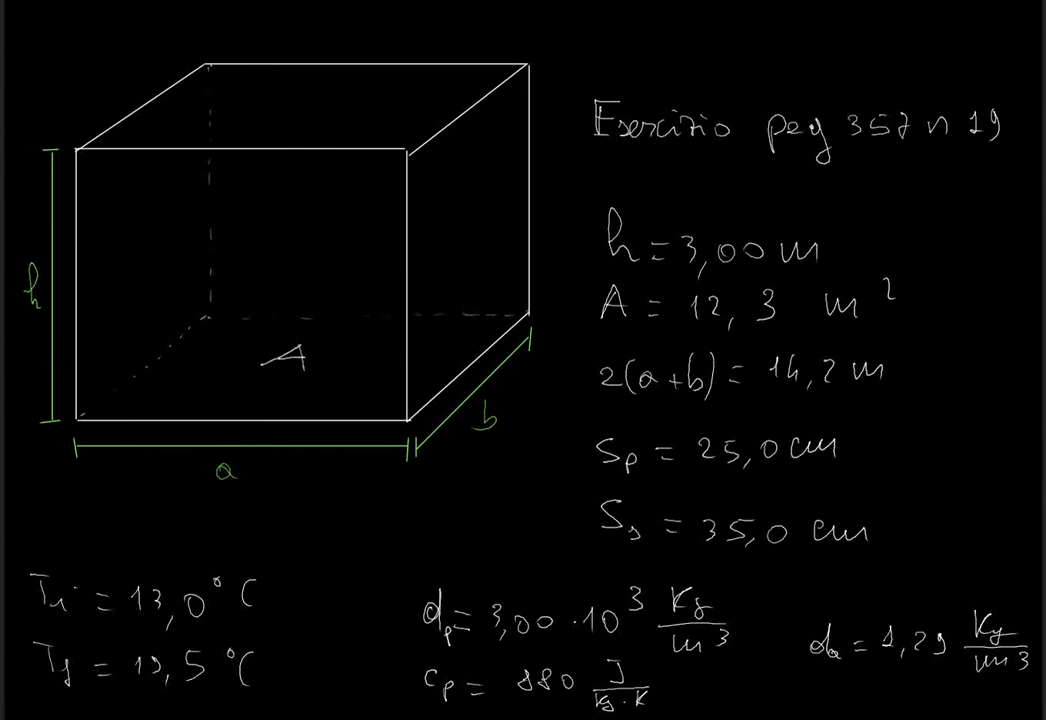 Esercizio pag 357 n 19
h = 3,00 m
A = 12,3 m²
2(a+b) = 14,2 m
Sp = 25,0 cm
Ss = 35,0 cm
h
A
b
a
Ti = 13,0°C
Tf = 19,5°C
dp = 3,00 · 10³ Kg/m³
cp = 880 J/kg·K
da = 1,29 Kg/m³